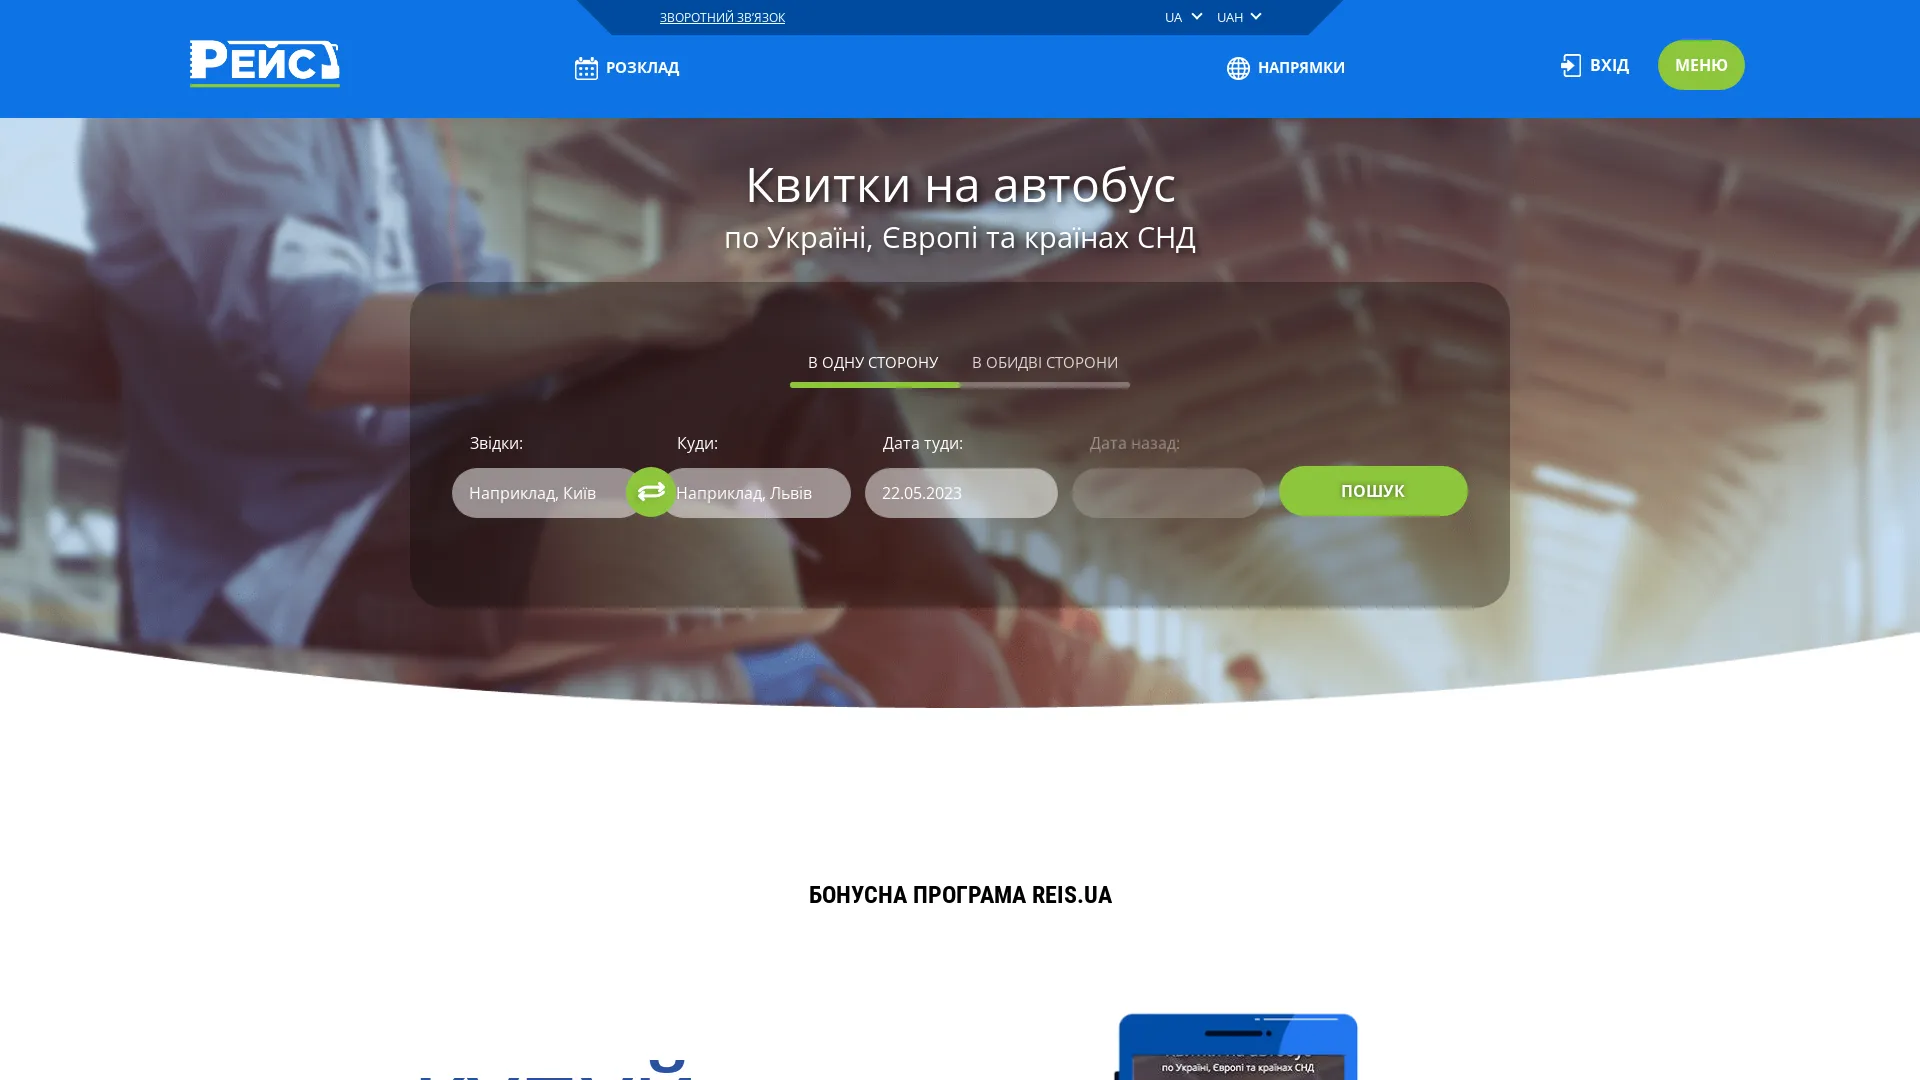 ЗВОРОТНИЙ ЗВ'ЯЗОК
UA
UAH
РЕЙС
РОЗКЛАД
НАПРЯМКИ
ВХІД
МЕНЮ
Квитки на автобус
по Україні, Європі та країнах СНД
В ОДНУ СТОРОНУ
В ОБИДВІ СТОРОНИ
Звідки:
Куди:
Дата туди:
Дата назад:
Наприклад, Київ
Наприклад, Львів
22.05.2023
ПОШУК
БОНУСНА ПРОГРАМА REIS.UA
Квитки на автобус
по Україні, Європі та країнах СНД